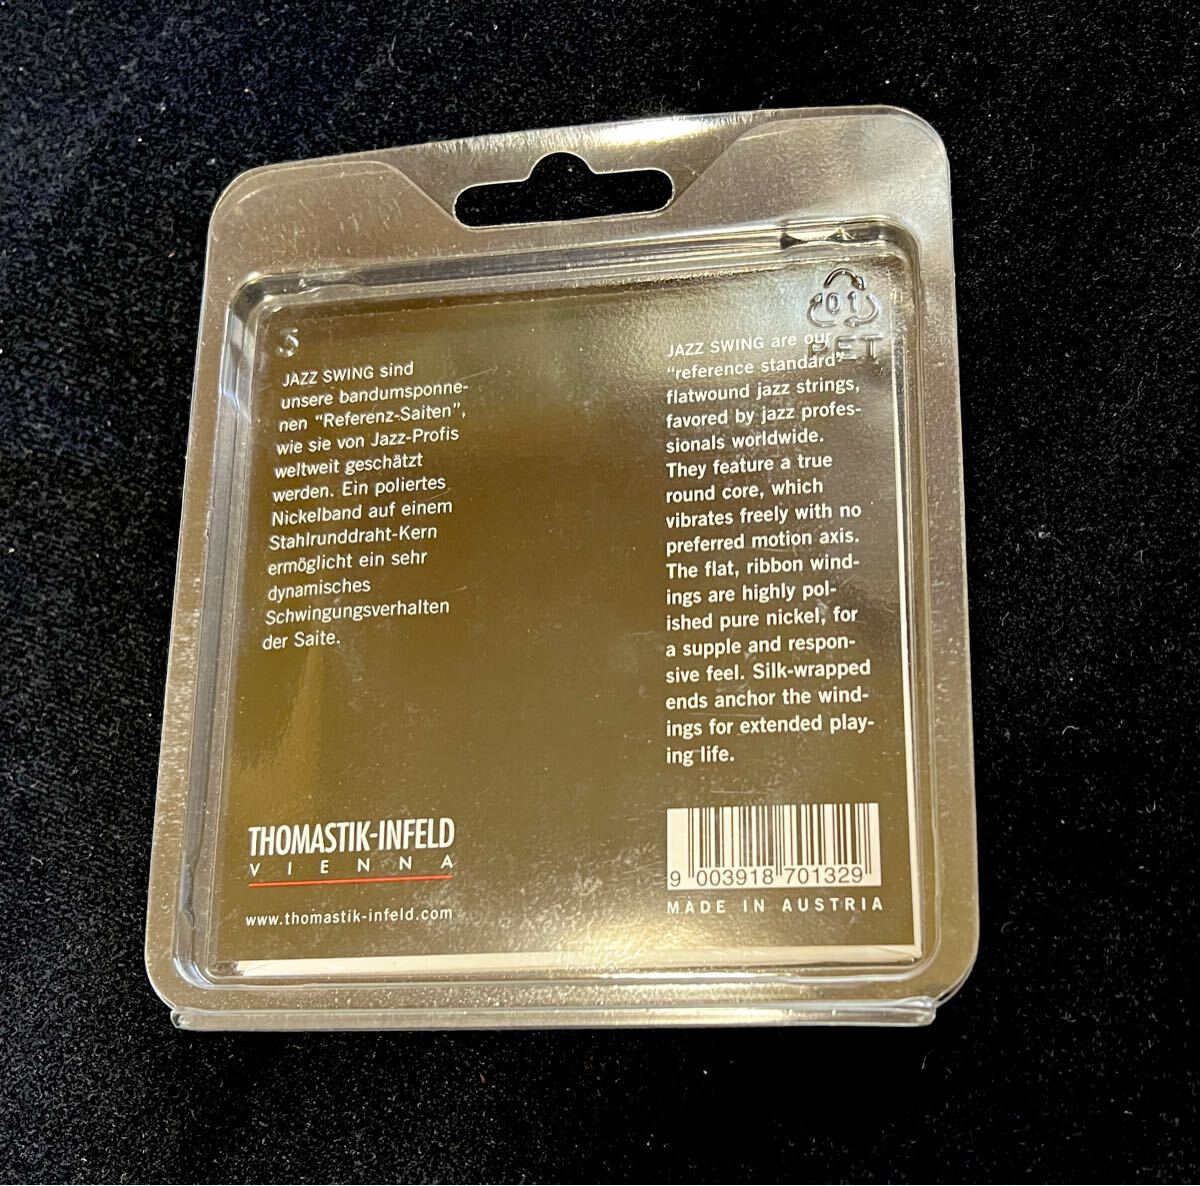 JAZZ SWING sind
unsere bandumsponne-
nen “Referenz-Saiten”,
wie sie von Jazz-Profis
weltweit geschätzt
werden. Ein poliertes
Nickelband auf einem
Stahlrunddraht-Kern
ermöglicht ein sehr
dynamisches
Schwingungsverhalten
der Saite.
01
PET
JAZZ SWING are our
“reference standard”
flatwound jazz strings,
favored by jazz profes-
sionals worldwide.
They feature a true
round core, which
vibrates freely with no
preferred motion axis.
The flat, ribbon wind-
ings are highly pol-
ished pure nickel, for
a supple and respon-
sive feel. Silk-wrapped
ends anchor the wind-
ings for extended play-
ing life.
THOMASTIK-INFELD
VIENNA
www.thomastik-infeld.com
9 003918 701329
MADE IN AUSTRIA